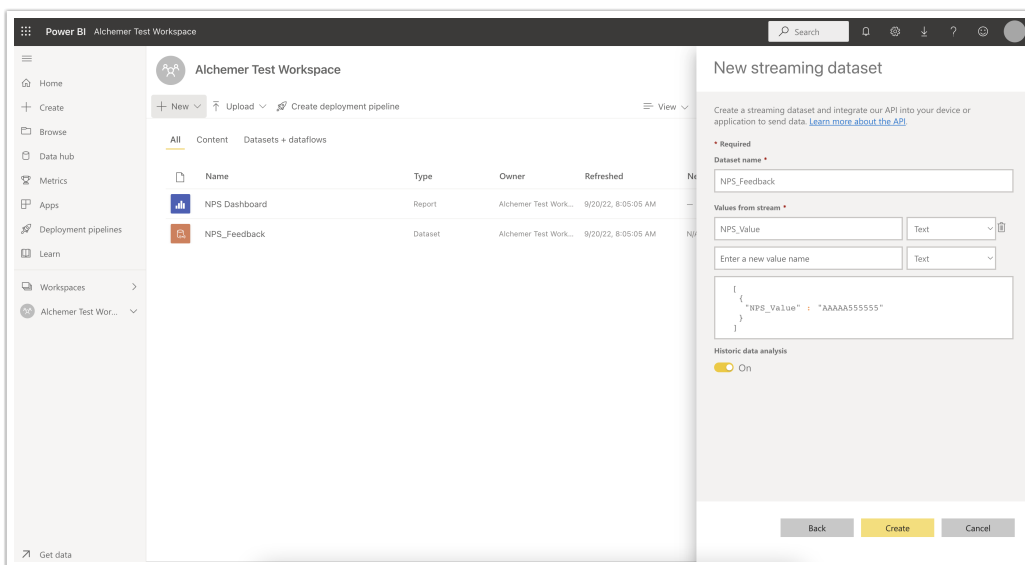 Power BI Alchemer Test Workspace
Search
Home
Create
Browse
Data hub
Metrics
Apps
Deployment pipelines
Learn
Workspaces
Alchemer Test Wor...
Get data
Alchemer Test Workspace
New Upload Create deployment pipeline View
All Content Datasets + dataflows
Name Type Owner Refreshed Ne
NPS Dashboard Report Alchemer Test Work... 9/20/22, 8:05:05 AM —
NPS_Feedback Dataset Alchemer Test Work... 9/20/22, 8:05:05 AM N/A
New streaming dataset
Create a streaming dataset and integrate our API into your device or
application to send data. Learn more about the API.
* Required
Dataset name *
NPS_Feedback
Values from stream *
NPS_Value Text
Enter a new value name Text
[
{
"NPS_Value" : "AAAAA555555"
}
]
Historic data analysis
On
Back Create Cancel